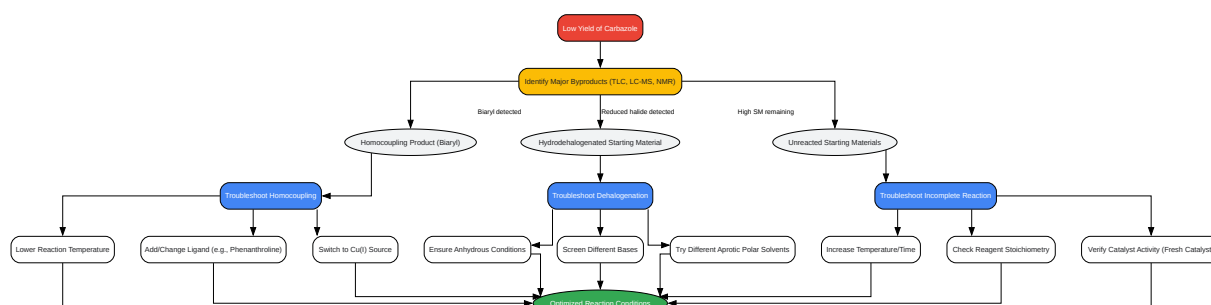 Low Yield of Carbazole
Identify Major Byproducts (TLC, LC-MS, NMR)
Biaryl detected
Reduced halide detected
High SM remaining
Homocoupling Product (Biaryl)
Hydrodehalogenated Starting Material
Unreacted Starting Materials
Troubleshoot Homocoupling
Troubleshoot Dehalogenation
Troubleshoot Incomplete Reaction
Lower Reaction Temperature
Add/Change Ligand (e.g., Phenanthroline)
Switch to Cu(I) Source
Ensure Anhydrous Conditions
Screen Different Bases
Try Different Aprotic Polar Solvents
Increase Temperature/Time
Check Reagent Stoichiometry
Verify Catalyst Activity (Fresh Catalyst
Optimized Reaction Conditions